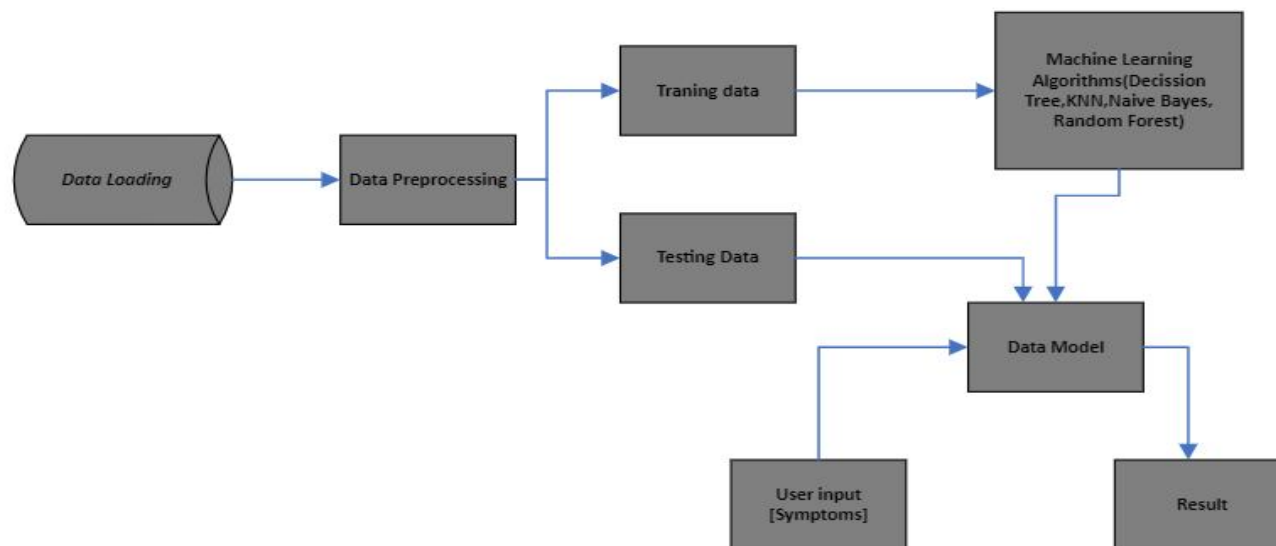 Data Loading
Data Preprocessing
Traning data
Testing Data
Machine Learning
Algorithms(Decission
Tree,KNN,Naive Bayes,
Random Forest)
Data Model
User input
[Symptoms]
Result